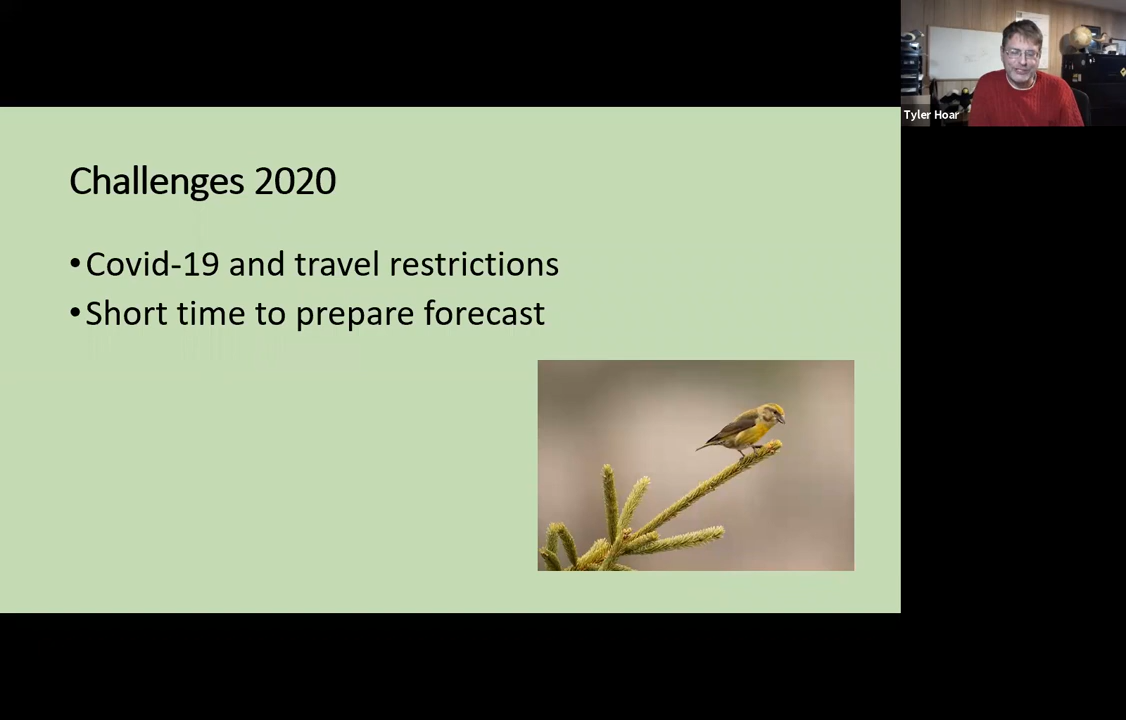 Tyler Hoar
Challenges 2020
• Covid-19 and travel restrictions
• Short time to prepare forecast